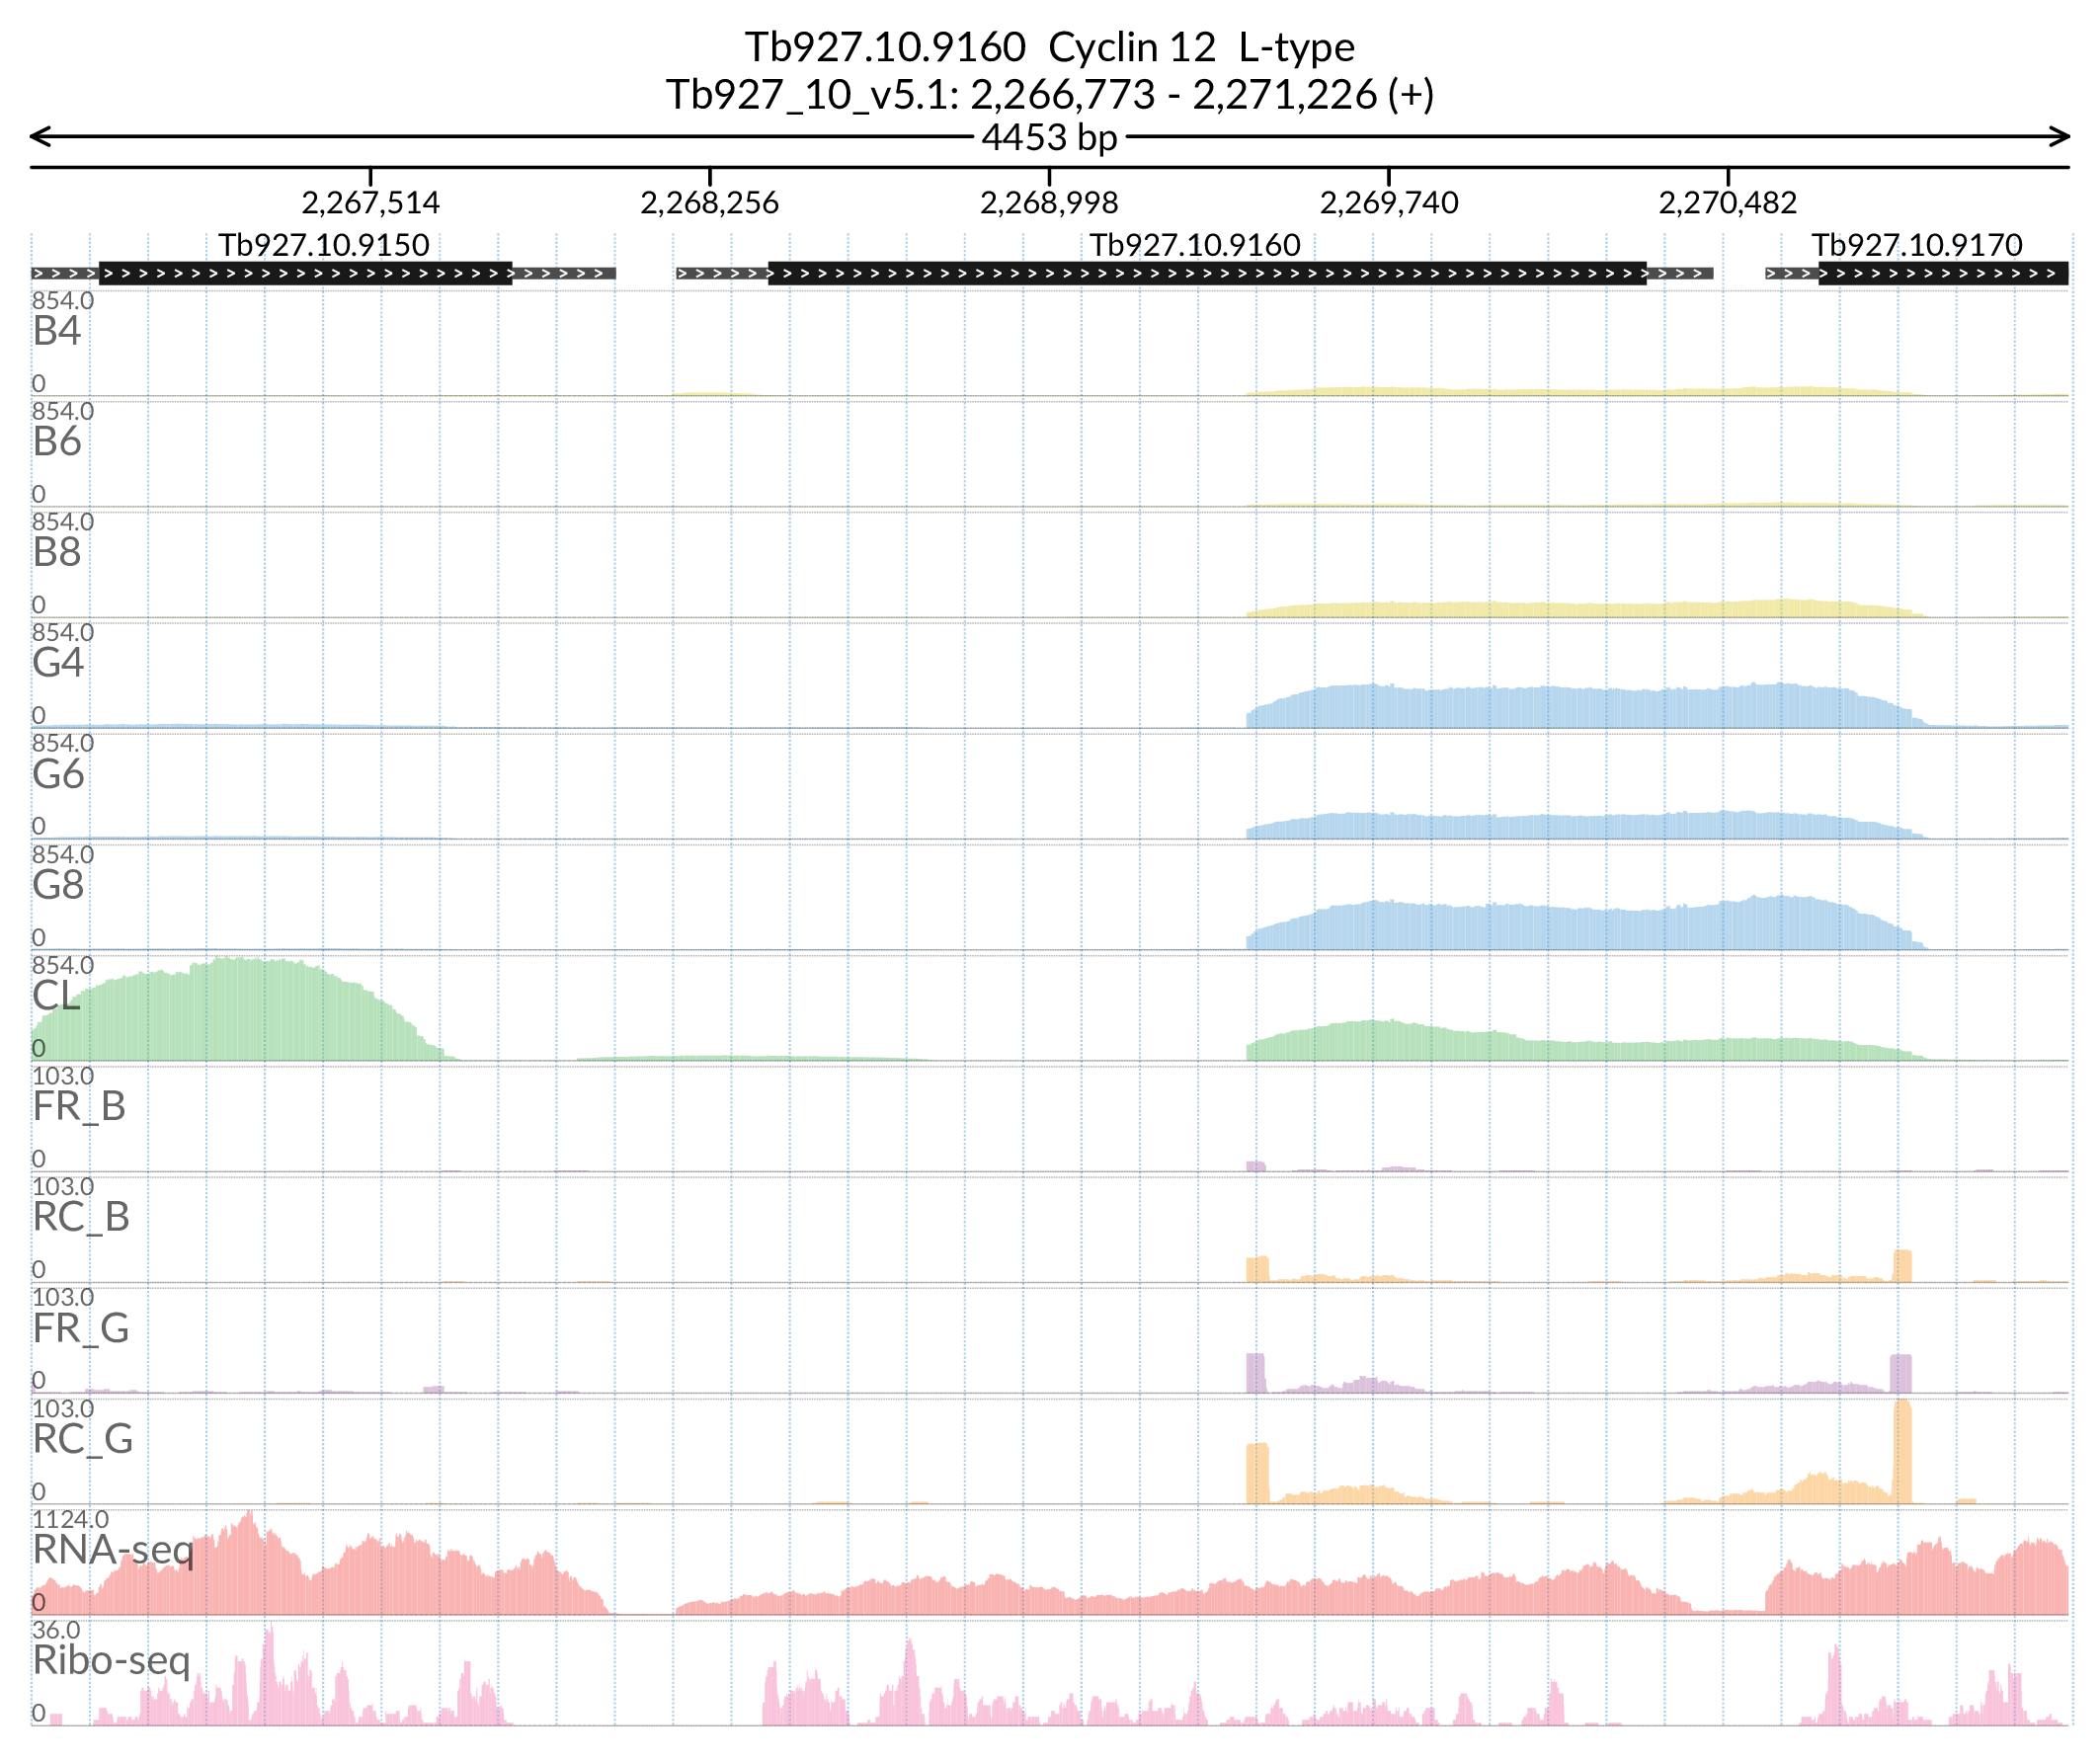 Tb927.10.9160 Cyclin 12 L-type
Tb927_10_v5.1: 2,266,773 - 2,271,226 (+)
4453 bp
2,267,514 2,268,256 2,268,998 2,269,740 2,270,482
Tb927.10.9150 Tb927.10.9160 Tb927.10.9170
854.0
B4
0
854.0
B6
0
854.0
B8
0
854.0
G4
0
854.0
G6
0
854.0
G8
0
854.0
CL
0
103.0
FR_B
0
103.0
RC_B
0
103.0
FR_G
0
103.0
RC_G
0
1124.0
RNA-seq
0
36.0
Ribo-seq
0